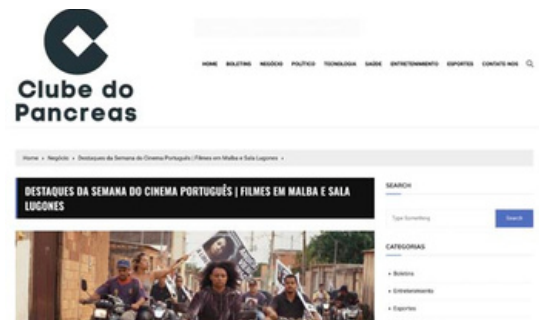 Clube do
Pancreas
HOME BOLETINS NEGÓCIO POLÍTICO TECNOLOGIA SAÚDE ENTRETENIMENTO ESPORTES CONTATE-NOS
Home Negócio Destaques da Semana do Cinema Português | Filmes em Malba e Sala Lugones
DESTAQUES DA SEMANA DO CINEMA PORTUGUÊS | FILMES EM MALBA E SALA
LUGONES
SEARCH
Type Something
Search
CATEGORIAS
Boletins
Entretenimento
Esportes